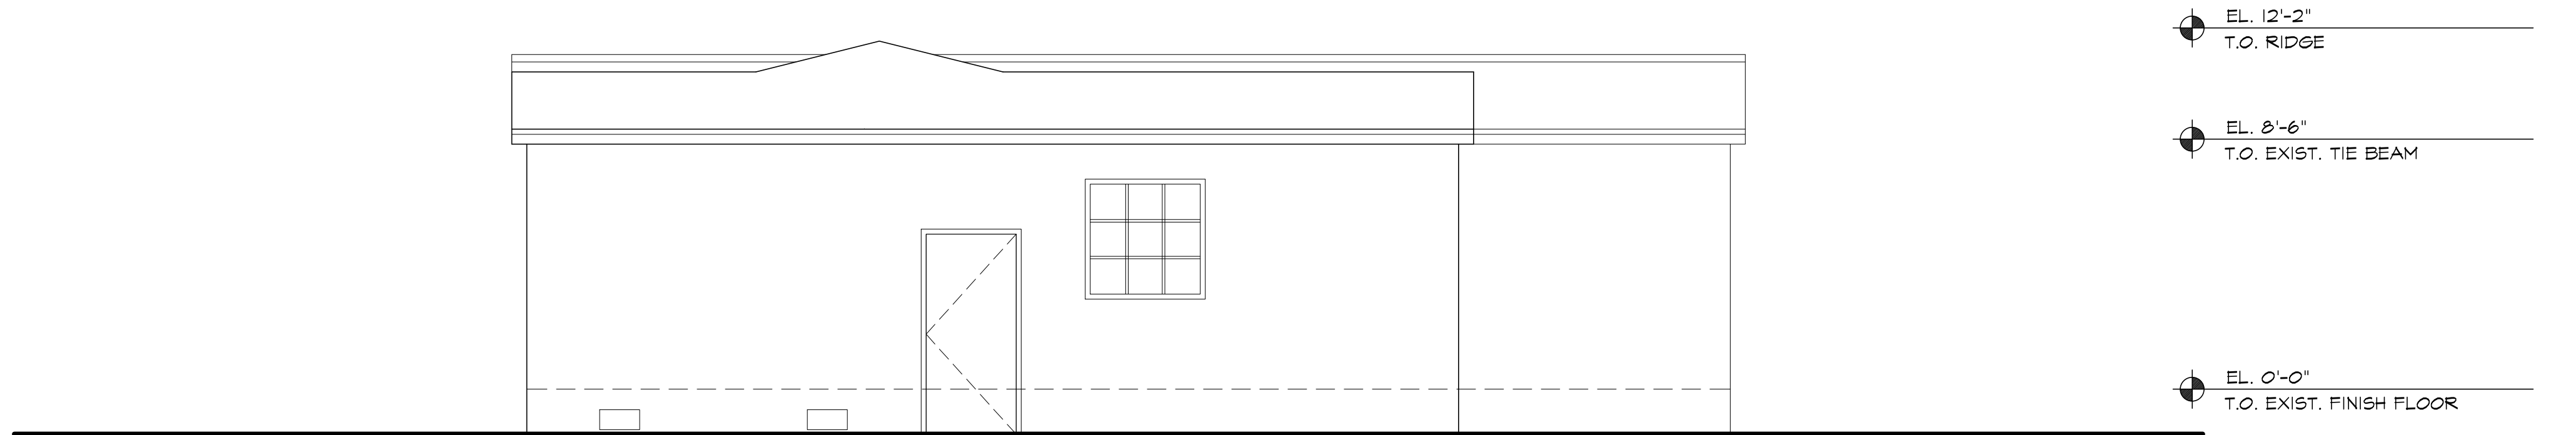 EL. 12'-2"
T.O. RIDGE
EL. 8'-6"
T.O. EXIST. TIE BEAM
EL. 0'-0"
T.O. EXIST. FINISH FLOOR